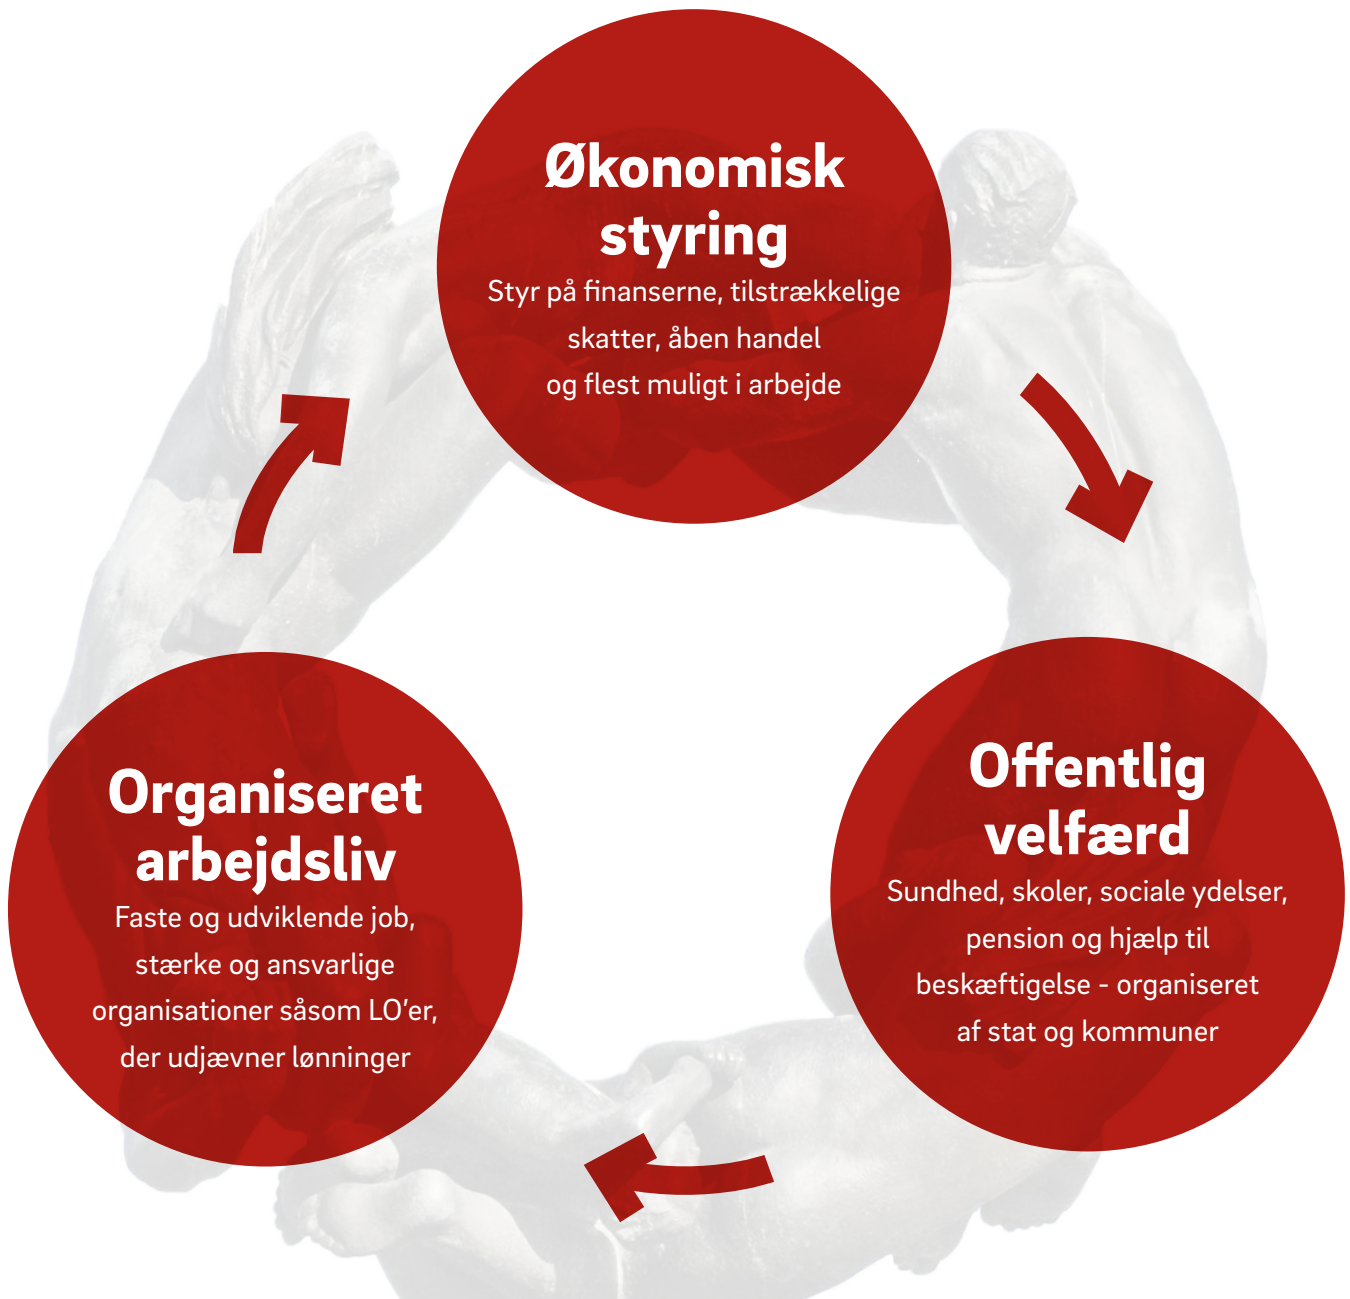 Økonomisk
styring
Styr på finanserne, tilstrækkelige
skatter, åben handel
og flest muligt i arbejde
Organiseret
arbejdsliv
Faste og udviklende job,
stærke og ansvarlige
organisationer såsom LO’er,
der udjævner lønninger
Offentlig
velfærd
Sundhed, skoler, sociale ydelser,
pension og hjælp til
beskæftigelse - organiseret
af stat og kommuner